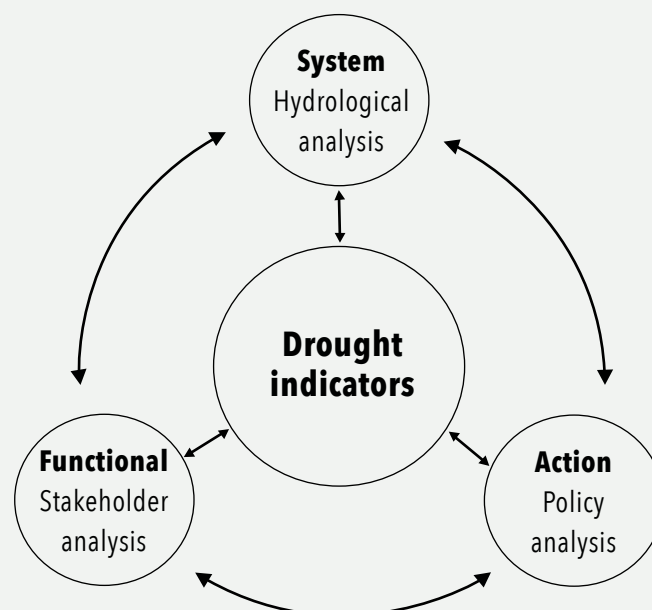 System
Hydrological
analysis
Drought
indicators
Functional
Stakeholder
analysis
Action
Policy
analysis